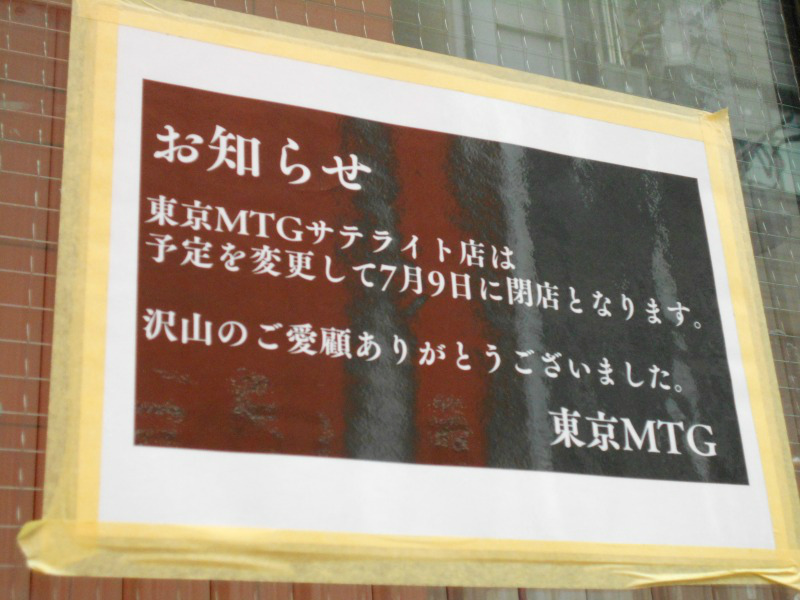 お知らせ
東京MTGサテライト店は
予定を変更して7月9日に閉店となります。
沢山のご愛顧ありがとうございました。
東京MTG